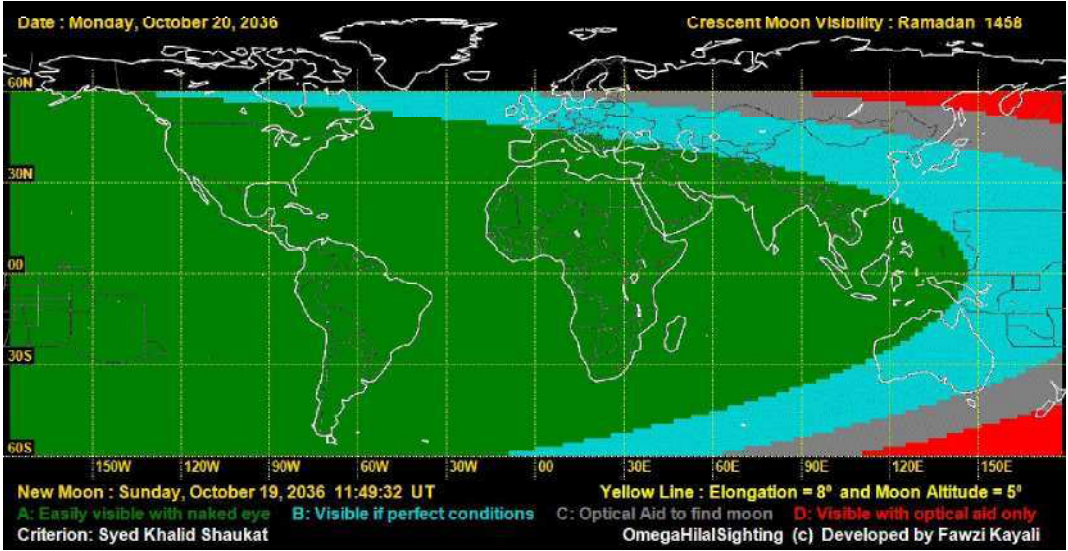 Date : Monday, October 20, 2036
Crescent Moon Visibility : Ramadan 1458
60N
30N
00
30S
60S
150W 120W 90W 60W 30W 00 30E 60E 90E 120E 150E
New Moon : Sunday, October 19, 2036 11:49:32 UT
Yellow Line : Elongation = 8º and Moon Altitude = 5º
A: Easily visible with naked eye B: Visible if perfect conditions C: Optical Aid to find moon D: Visible with optical aid only
Criterion: Syed Khalid Shaukat
OmegaHilalSighting (c) Developed by Fawzi Kayali